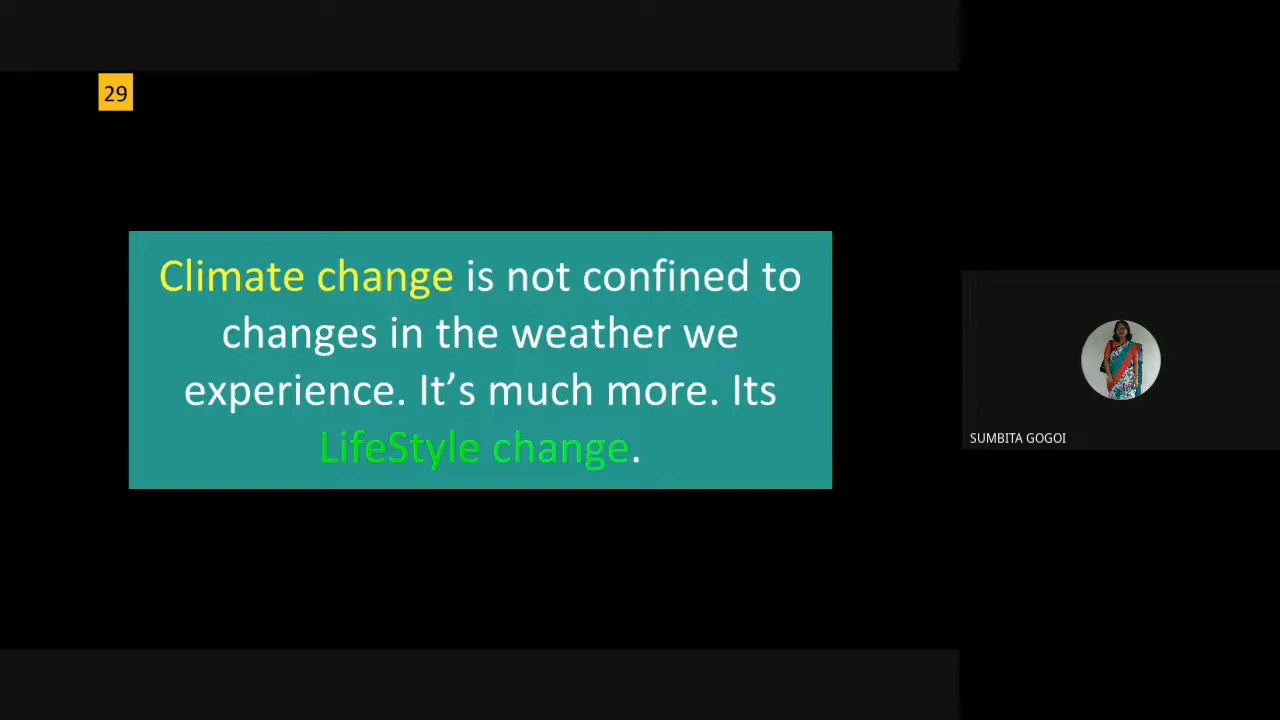 29
Climate change is not confined to
changes in the weather we
experience. It’s much more. Its
LifeStyle change.
SUMBITA GOGOI